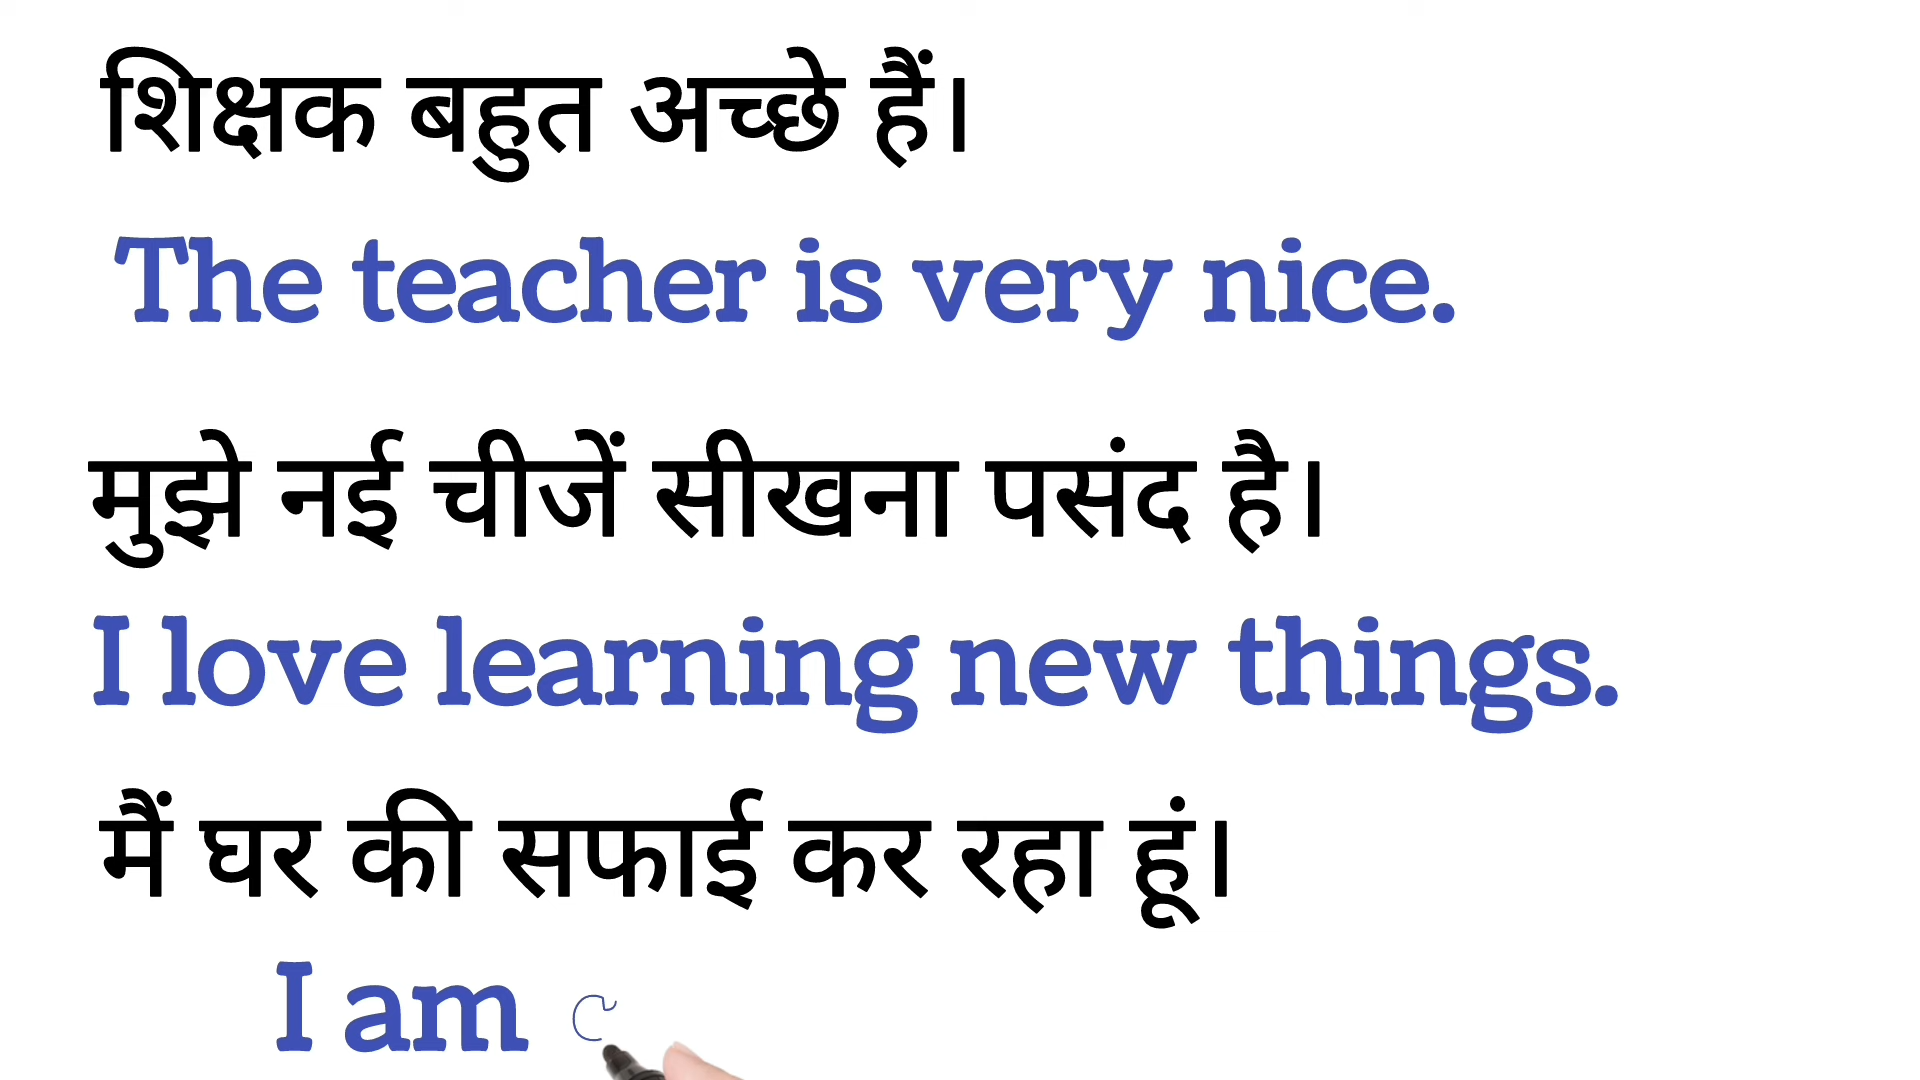 शिक्षक बहुत अच्छे हैं।
The teacher is very nice.
मुझे नई चीजें सीखना पसंद है।
I love learning new things.
मैं घर की सफाई कर रहा हूं।
I am c